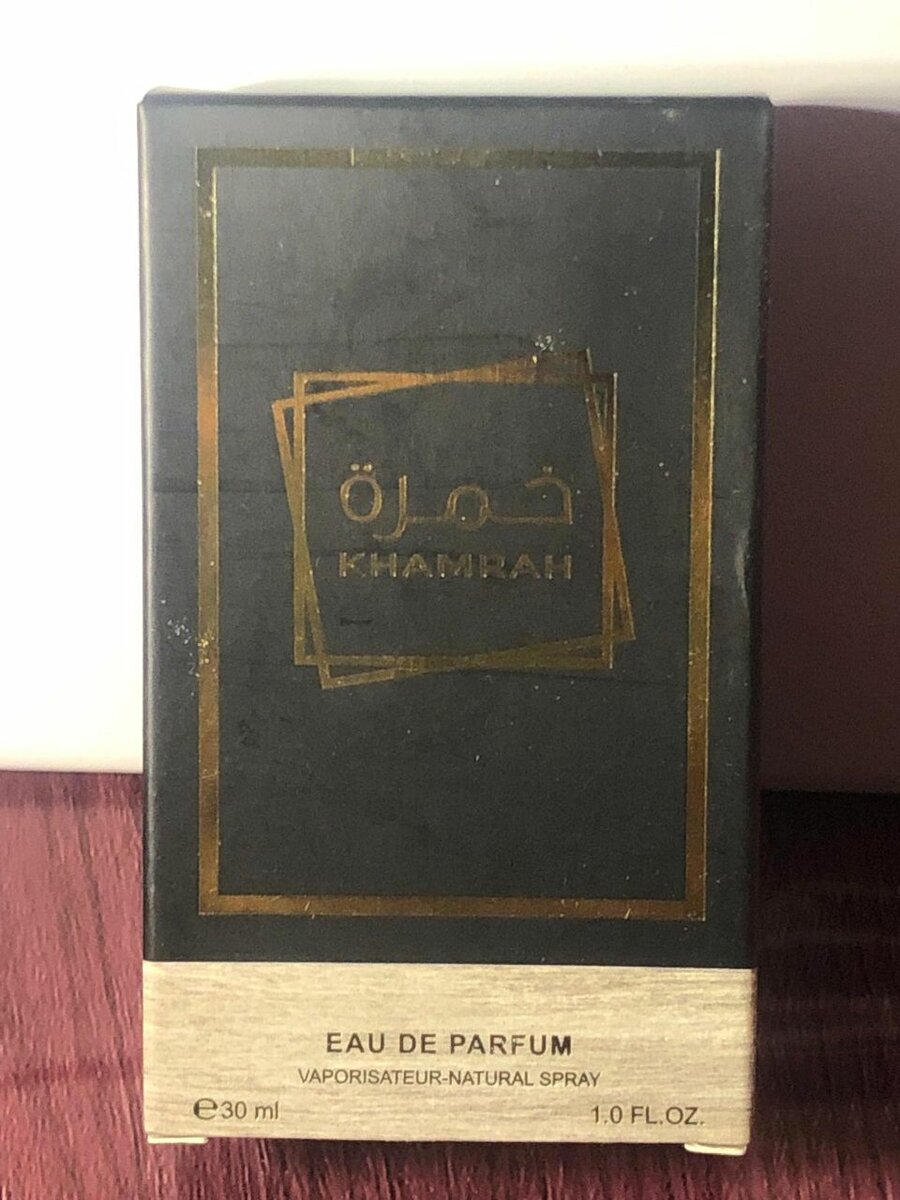 خمرة
KHAMRAH
EAU DE PARFUM
VAPORISATEUR-NATURAL SPRAY
℮30 ml
1.0 FL.OZ.